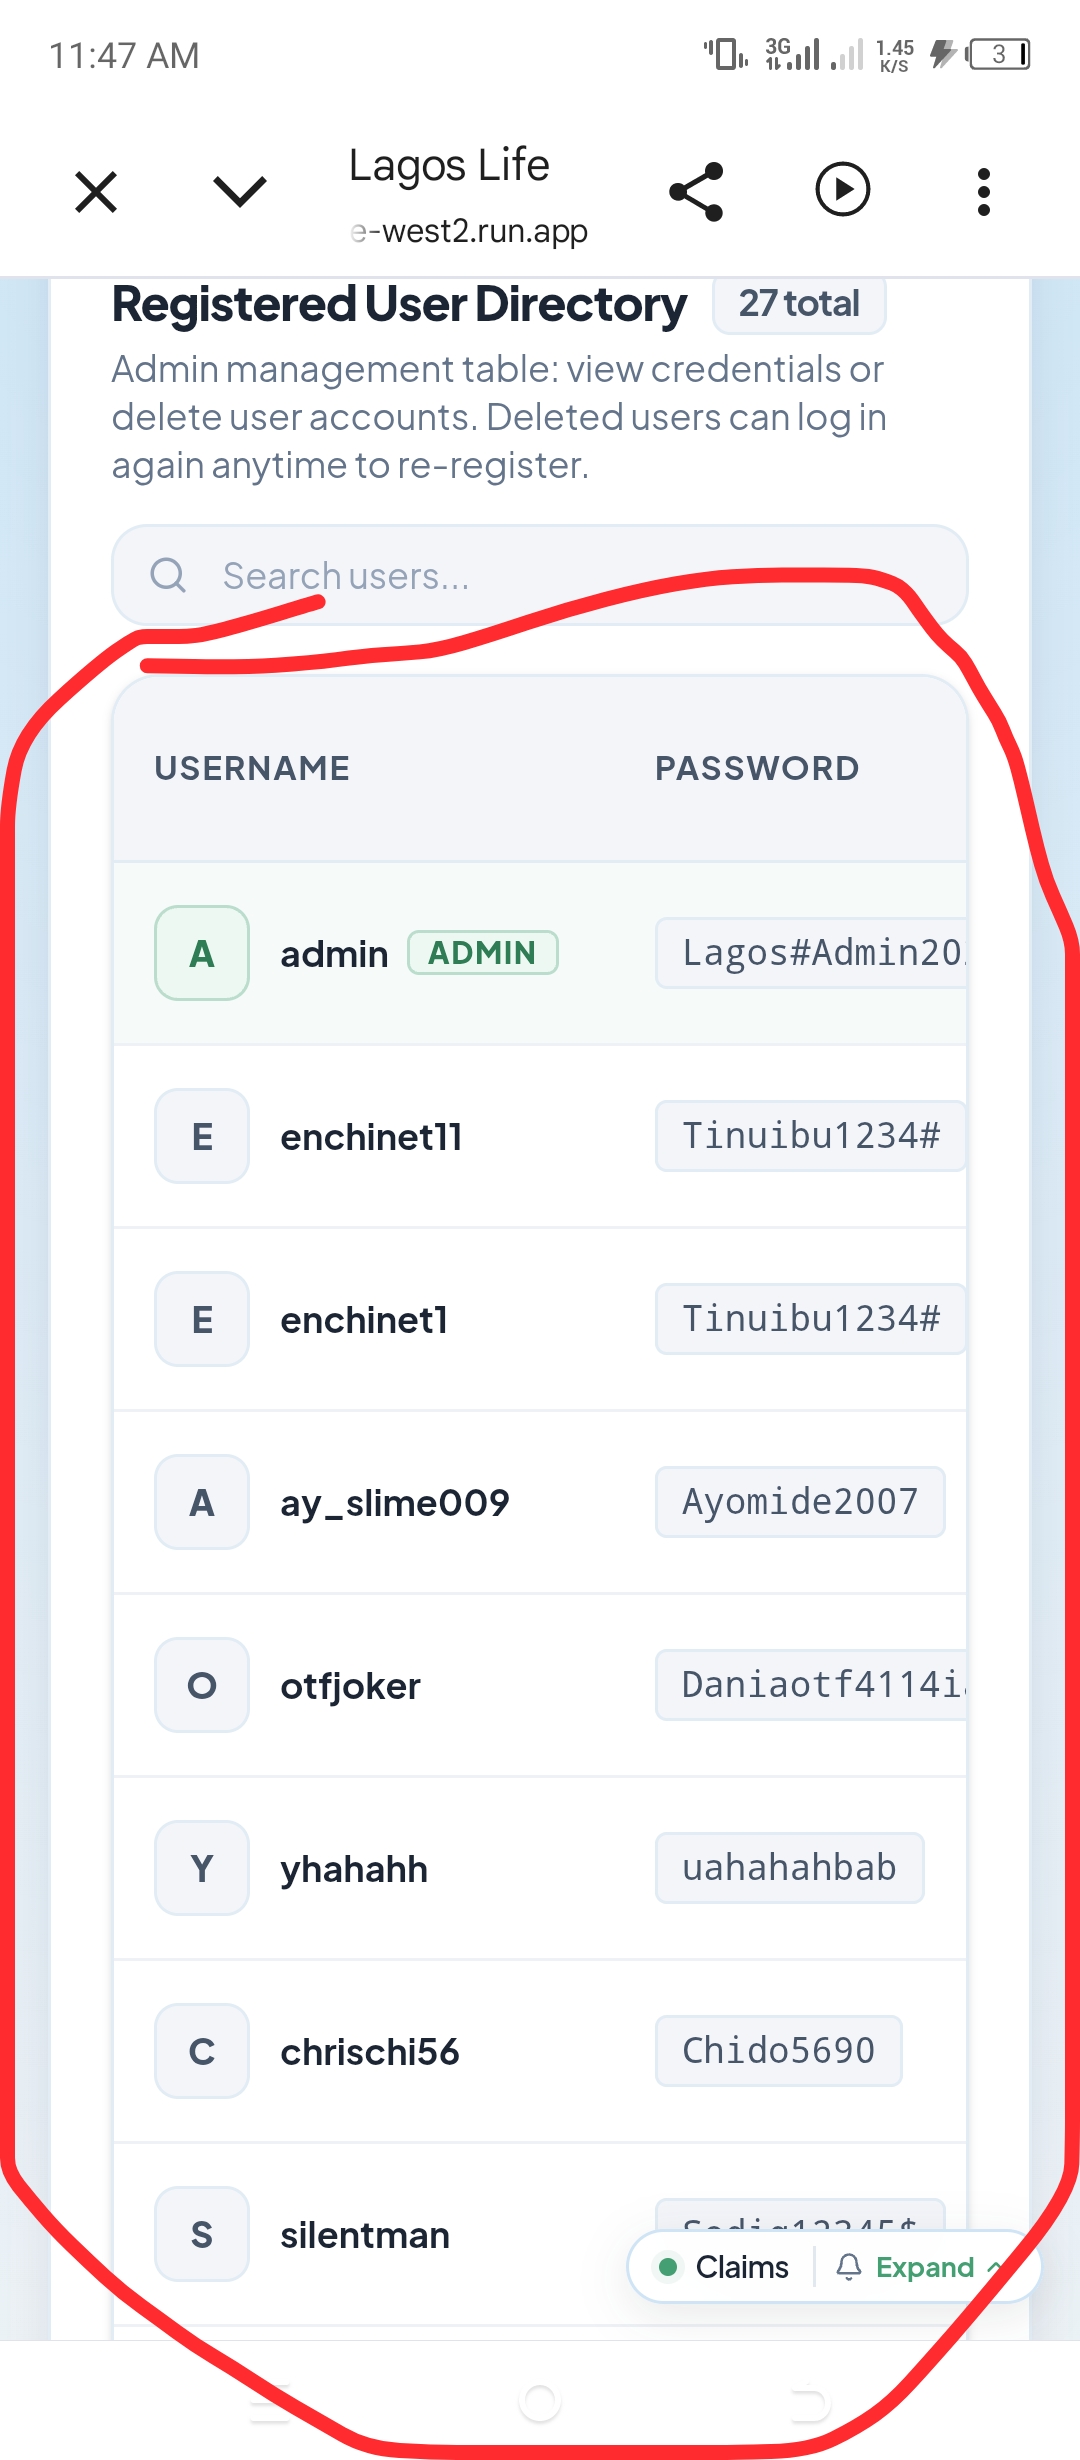 11:47 AM 3G 1.45 K/S 3
Lagos Life
e-west2.run.app
Registered User Directory 27 total
Admin management table: view credentials or
delete user accounts. Deleted users can log in
again anytime to re-register.
Search users...
USERNAME PASSWORD
A admin ADMIN Lagos#Admin20
E enchinet11 Tinuibu1234#
E enchinet1 Tinuibu1234#
A ay_slime009 Ayomide2007
O otfjoker Daniaotf4114i
Y yhahahh uahahahbab
C chrischi56 Chido5690
S silentman
Claims Expand